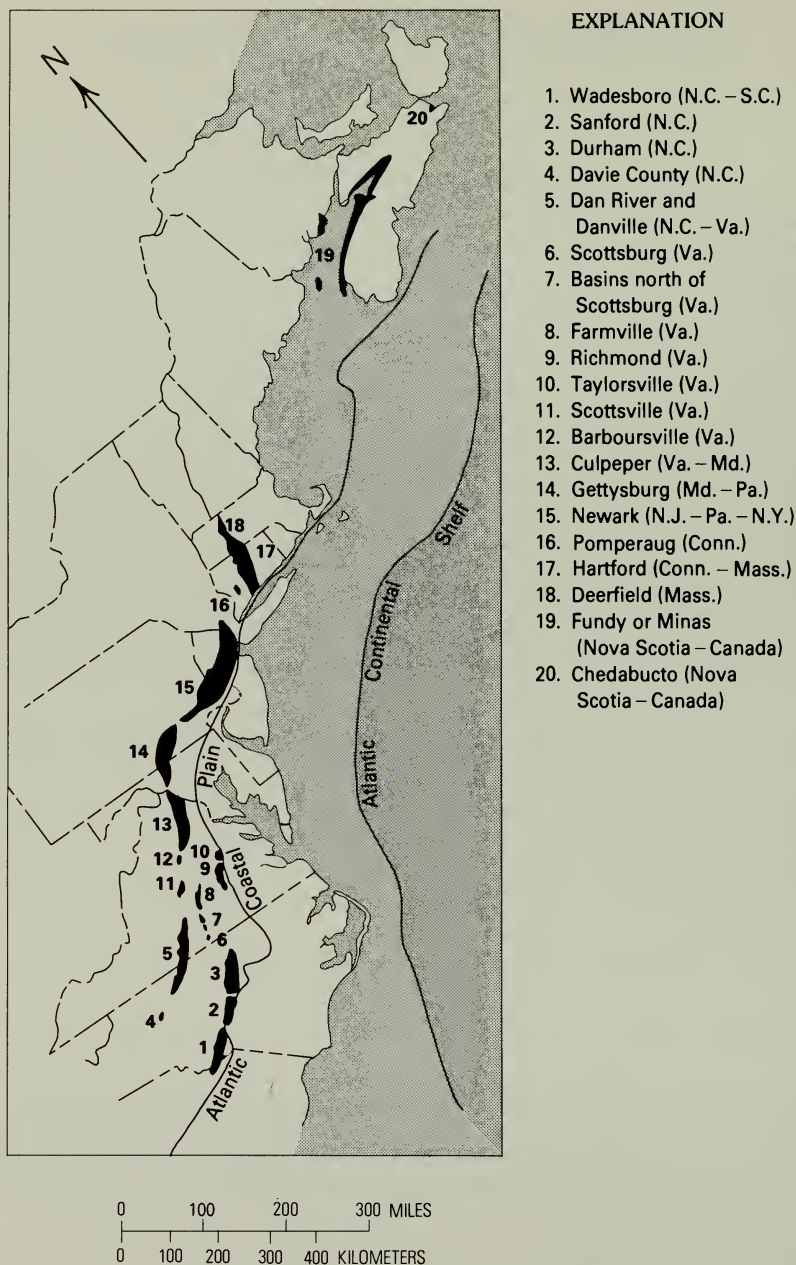 EXPLANATION
1. Wadesboro (N.C. – S.C.)
2. Sanford (N.C.)
3. Durham (N.C.)
4. Davie County (N.C.)
5. Dan River and
Danville (N.C. – Va.)
6. Scottsburg (Va.)
7. Basins north of
Scottsburg (Va.)
8. Farmville (Va.)
9. Richmond (Va.)
10. Taylorsville (Va.)
11. Scottsville (Va.)
12. Barboursville (Va.)
13. Culpeper (Va. – Md.)
14. Gettysburg (Md. – Pa.)
15. Newark (N.J. – Pa. – N.Y.)
16. Pomperaug (Conn.)
17. Hartford (Conn. – Mass.)
18. Deerfield (Mass.)
19. Fundy or Minas
(Nova Scotia – Canada)
20. Chedabucto (Nova
Scotia – Canada)
N
20
19
18
17
16
15
14
13
12
11
10
9
8
7
6
5
4
3
2
1
Atlantic Coastal Plain
Atlantic Continental Shelf
0 100 200 300 MILES
0 100 200 300 400 KILOMETERS